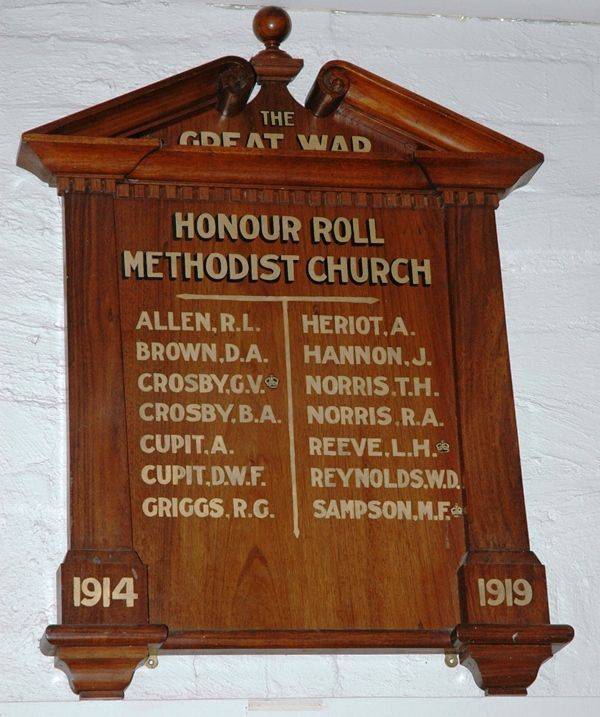 THE
GREAT WAR
HONOUR ROLL
METHODIST CHURCH
ALLEN, R.L.
BROWN, D.A.
CROSBY, G.V.
CROSBY, B.A.
CUPIT, A.
CUPIT, D.W.F.
GRIGGS, R.G.
HERIOT, A.
HANNON, J.
NORRIS, T.H.
NORRIS, R.A.
REEVE, L.H.
REYNOLDS, W.D.
SAMPSON, M.F.
1914
1919